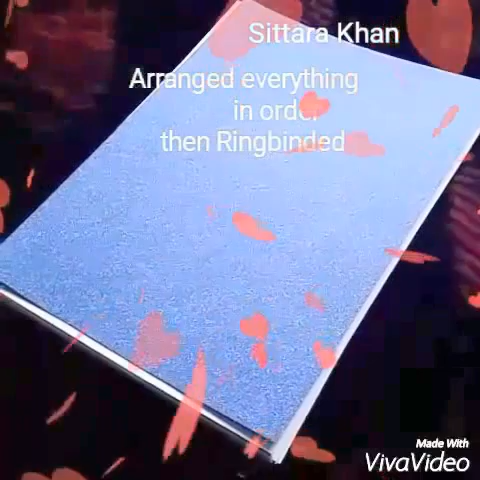 Sittara Khan
Arranged everything
in order
then Ringbinded
Made With
VivaVideo